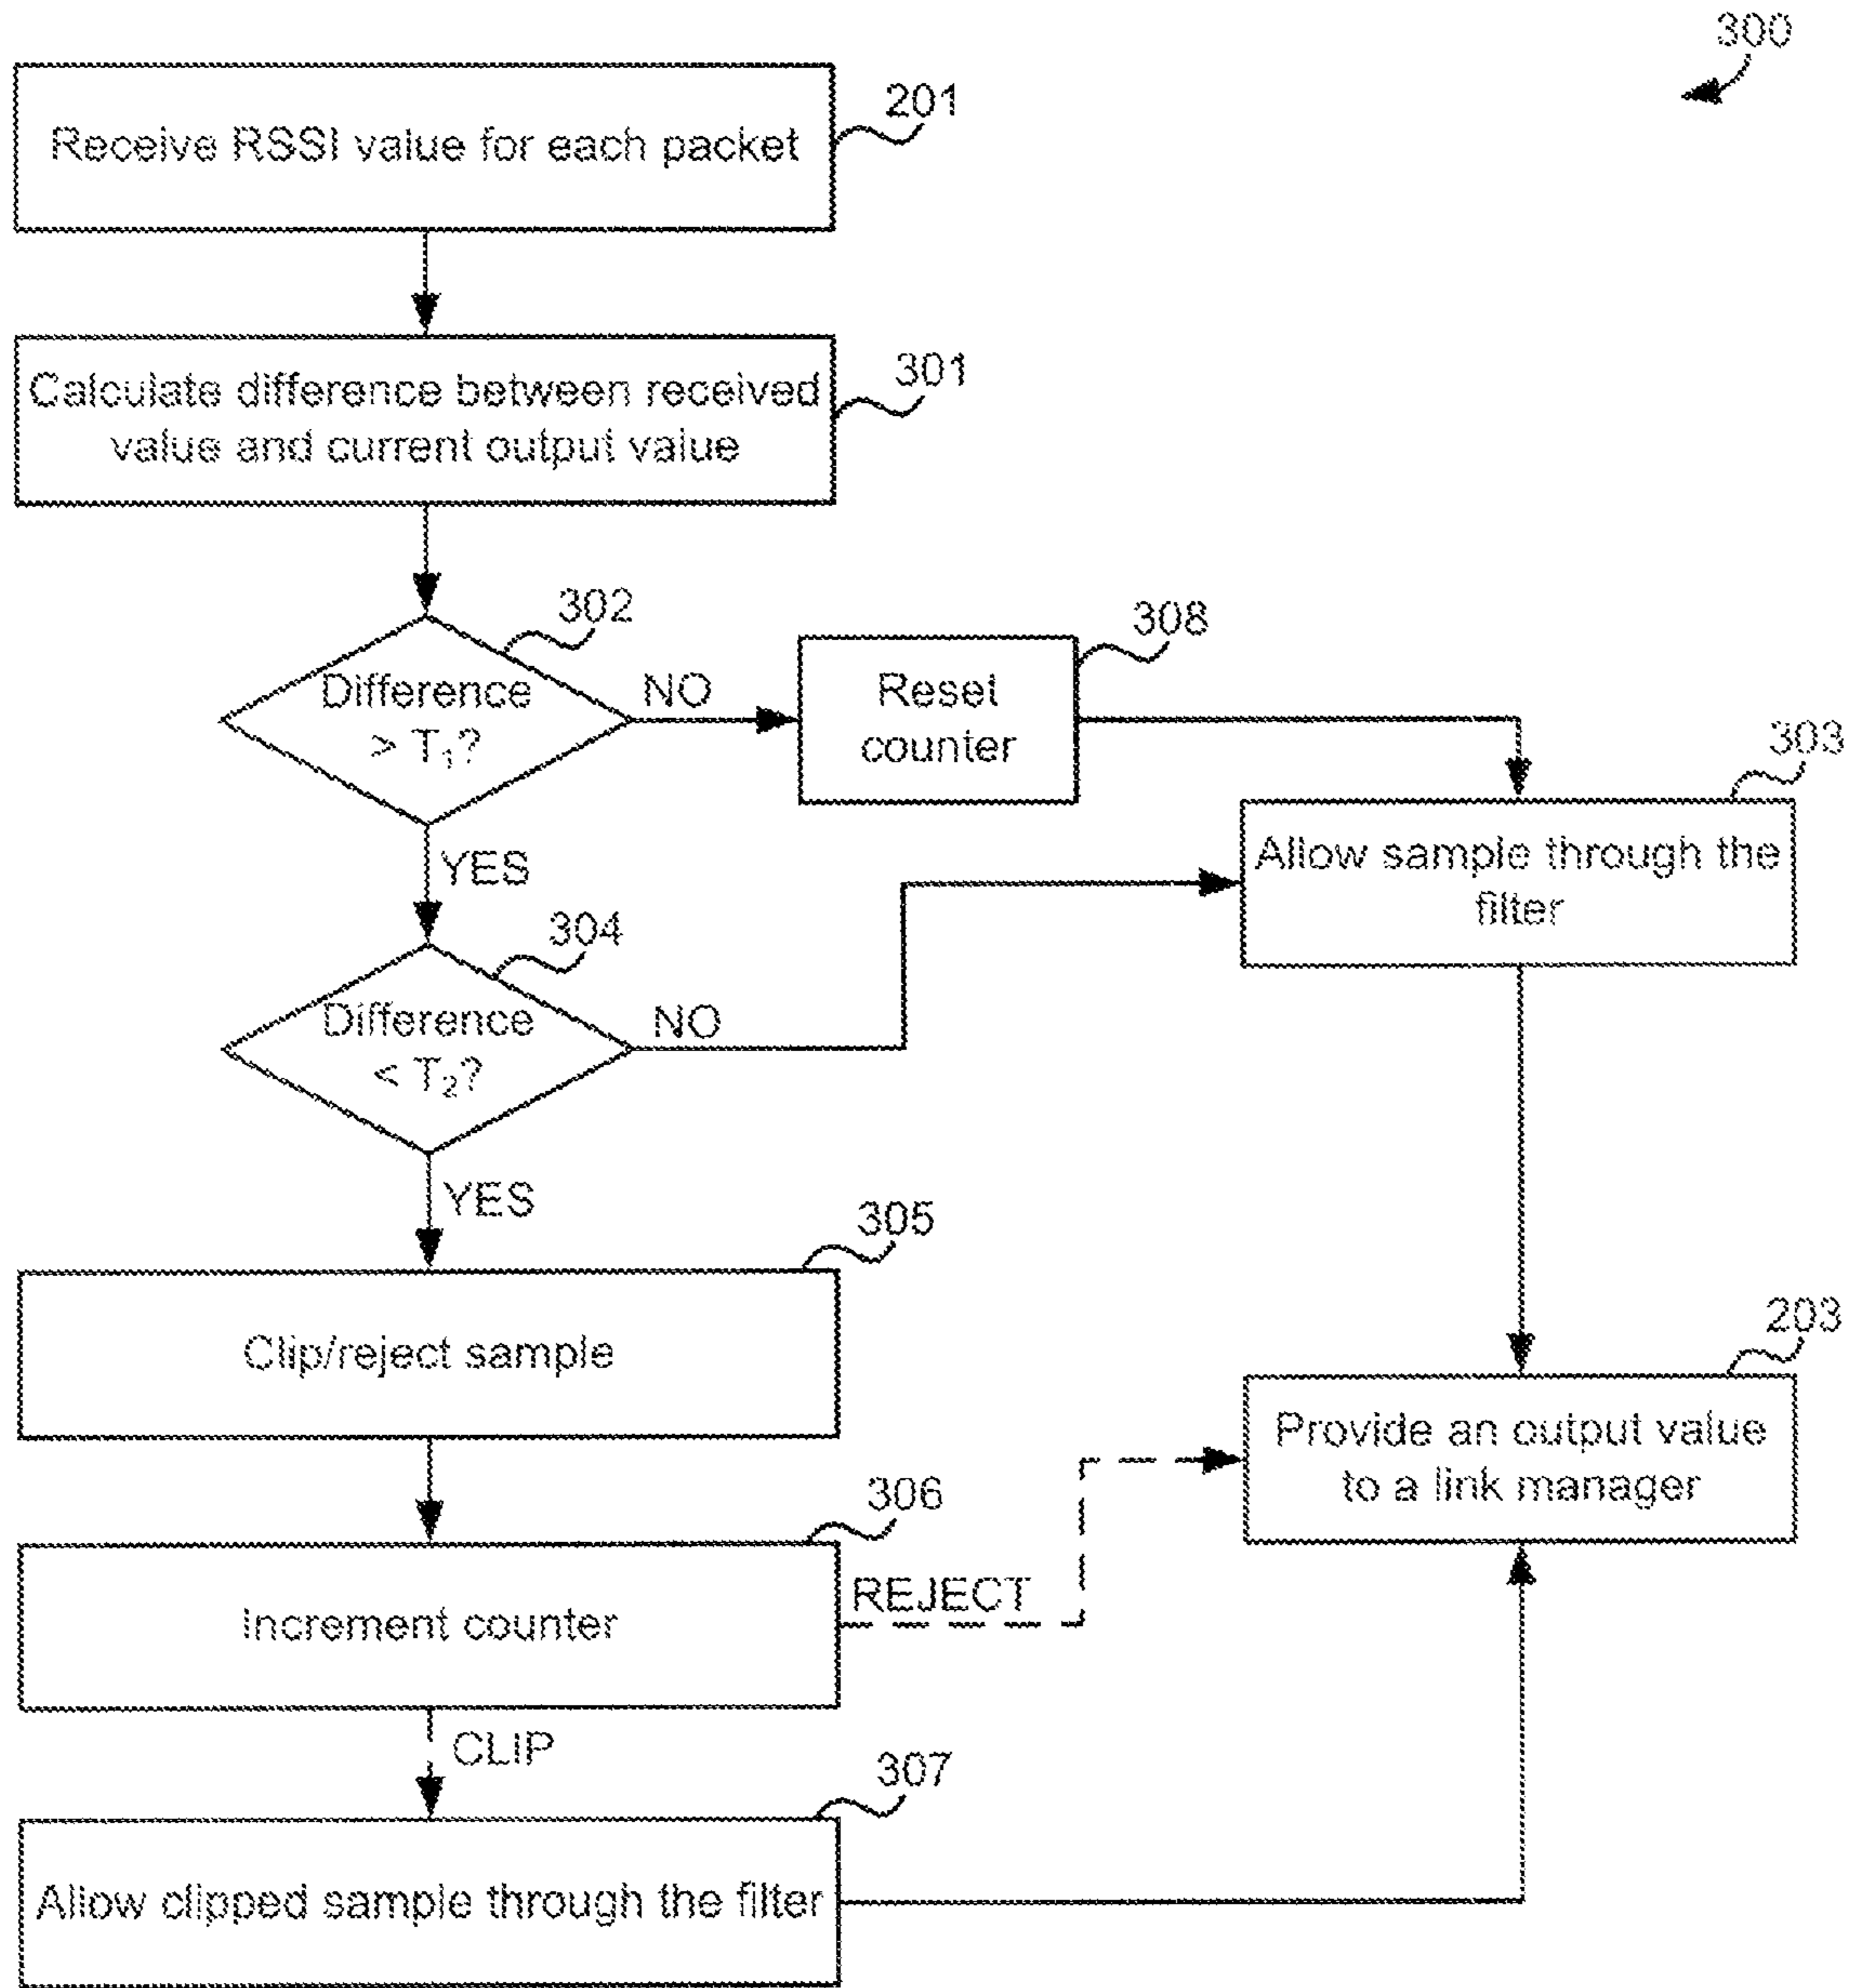 300
201
Receive RSSI value for each packet
301
Calculate difference between received
value and current output value
302
Difference
> T₁?
NO
308
Reset
counter
303
Allow sample through the
filter
YES
304
Difference
< T₂?
NO
YES
305
Clip/reject sample
203
Provide an output value
to a link manager
306
Increment counter
REJECT
CLIP
307
Allow clipped sample through the filter